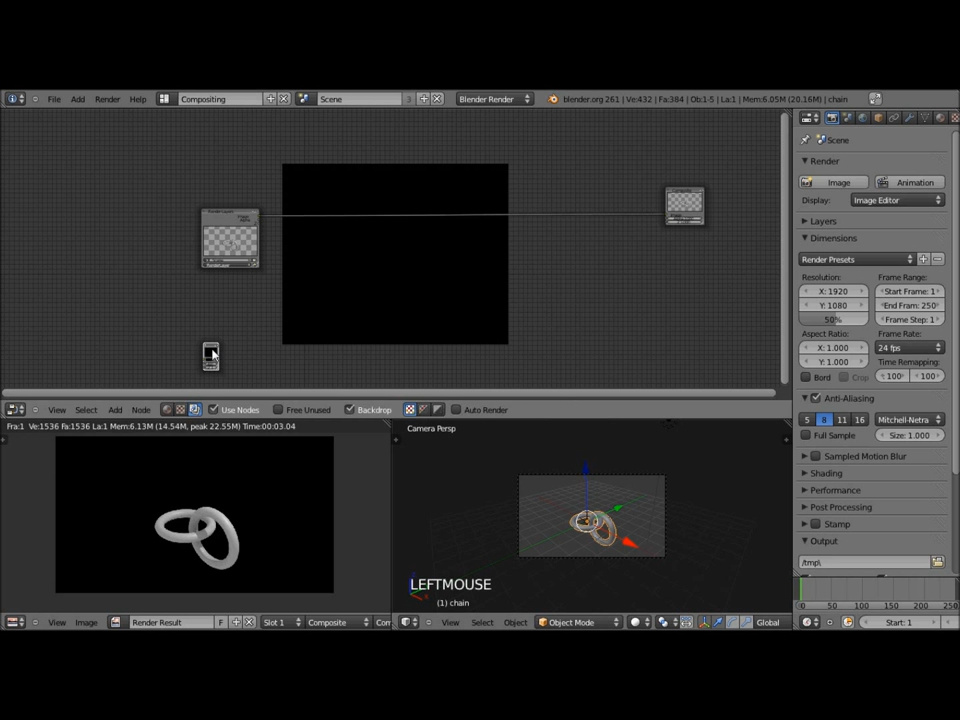 File Add Render Help Compositing Scene 3 Blender Render blender.org 261 | Ve:432 | Fa:384 | Ob:1-5 | La:1 | Mem:6.05M (20.16M) | chain
Scene
Render
Image Animation
Display: Image Editor
Layers
Dimensions
Render Presets
Resolution: Frame Range:
X: 1920 Start Frame: 1
Y: 1080 End Fram: 250
50% Frame Step: 1
Aspect Ratio: Frame Rate:
X: 1.000 24 fps
Y: 1.000 Time Remapping:
Bord Crop :100 :100
Anti-Aliasing
5 8 11 16 Mitchell-Netra
Full Sample Size: 1.000
Sampled Motion Blur
Shading
Performance
Post Processing
Stamp
Output
/tmp\
View Select Add Node Use Nodes Free Unused Backdrop Auto Render
Fra:1 Ve:1536 Fa:1536 La:1 Mem:6.13M (14.54M, peak 22.55M) Time:00:03.04
Camera Persp
LEFTMOUSE
(1) chain
0 50 100 150 200 250
View Image Render Result F Slot 1 Composite Com
View Select Object Object Mode Global
Start: 1